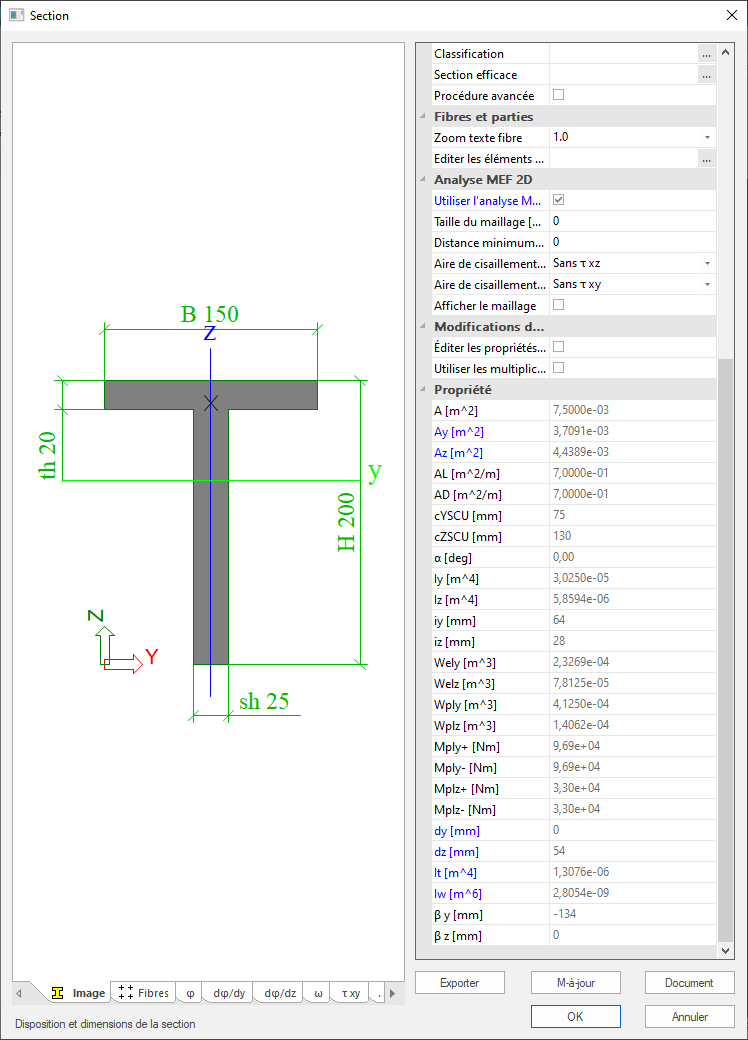 Section
B 150
Z
th 20
y
H 200
Z
Y
sh 25
Image
Fibres
φ
dφ/dy
dφ/dz
ω
τ xy
.
Disposition et dimensions de la section
Classification ...
Section efficace ...
Procédure avancée
Fibres et parties
Zoom texte fibre 1.0
Editer les éléments ... ...
Analyse MEF 2D
Utiliser l'analyse M...
Taille du maillage [... 0
Distance minimum... 0
Aire de cisaillement... Sans τ xz
Aire de cisaillement... Sans τ xy
Afficher le maillage
Modifications d...
Éditer les propriétés...
Utiliser les multiplic...
Propriété
A [m^2] 7,5000e-03
Ay [m^2] 3,7091e-03
Az [m^2] 4,4389e-03
AL [m^2/m] 7,0000e-01
AD [m^2/m] 7,0000e-01
cYSCU [mm] 75
cZSCU [mm] 130
α [deg] 0,00
Iy [m^4] 3,0250e-05
Iz [m^4] 5,8594e-06
iy [mm] 64
iz [mm] 28
Wely [m^3] 2,3269e-04
Welz [m^3] 7,8125e-05
Wply [m^3] 4,1250e-04
Wplz [m^3] 1,4062e-04
Mply+ [Nm] 9,69e+04
Mply- [Nm] 9,69e+04
Mplz+ [Nm] 3,30e+04
Mplz- [Nm] 3,30e+04
dy [mm] 0
dz [mm] 54
It [m^4] 1,3076e-06
Iw [m^6] 2,8054e-09
β y [mm] -134
β z [mm] 0
Exporter
M-à-jour
Document
OK
Annuler